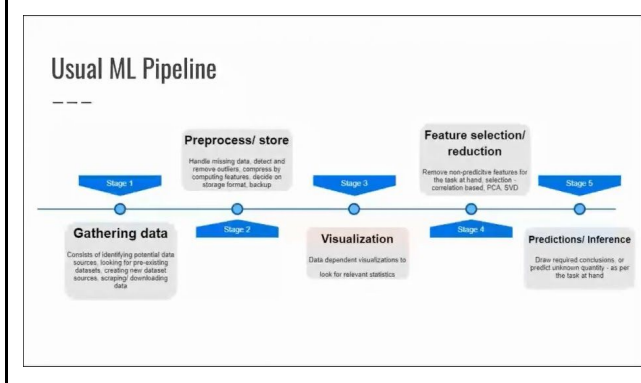 Usual ML Pipeline
Stage 1
Gathering data
Consists of identifying potential data
sources, looking for pre-existing
datasets, creating new dataset
sources, scraping/ downloading
data
Preprocess/ store
Handle missing data, detect and
remove outliers, compress by
computing features, decide on
storage format, backup
Stage 2
Stage 3
Visualization
Data dependent visualizations to
look for relevant statistics
Feature selection/
reduction
Remove non-predicitve features for
the task at hand, selection -
correlation based, PCA, SVD
Stage 4
Stage 5
Predictions/ Inference
Draw required conclusions, or
predict unknown quantity - as per
the task at hand